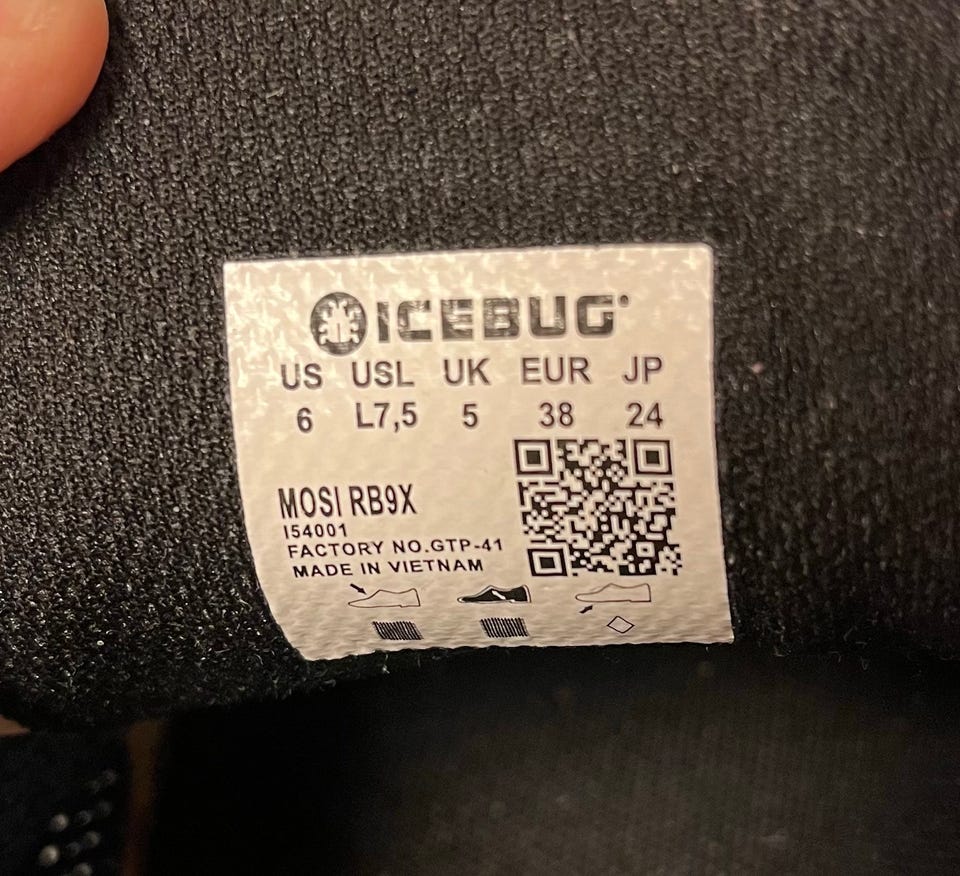 ICEBUG
US USL UK EUR JP
6 L7,5 5 38 24
MOSI RB9X
I54001
FACTORY NO.GTP-41
MADE IN VIETNAM